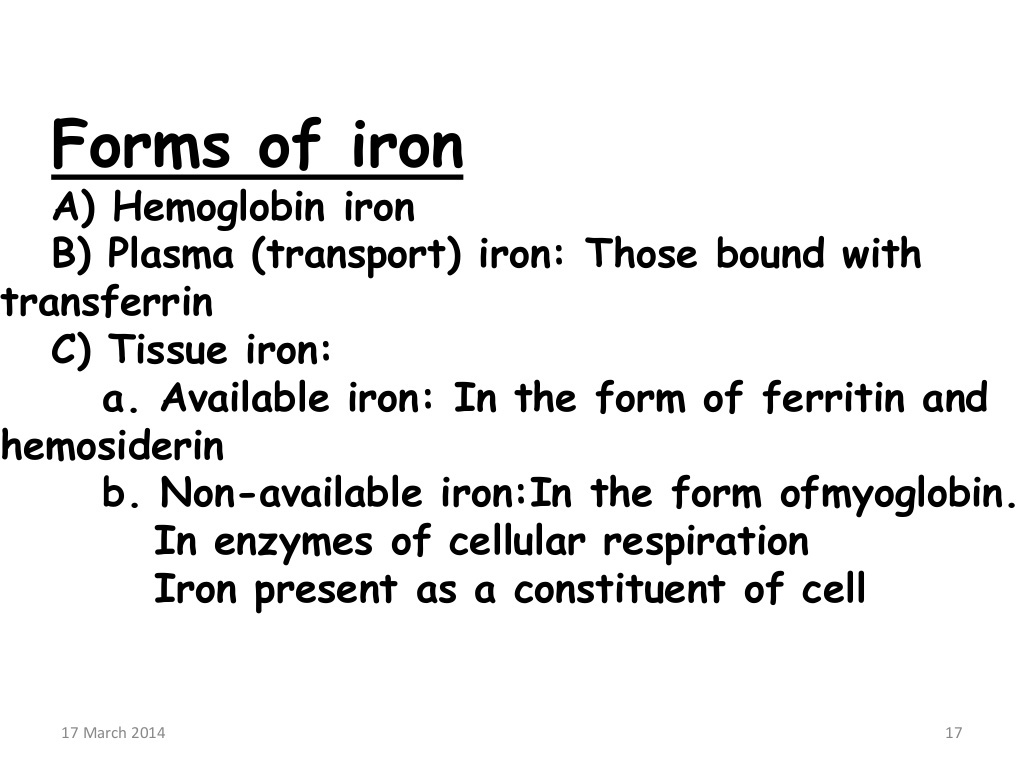 Forms of iron
A) Hemoglobin iron
B) Plasma (transport) iron: Those bound with
transferrin
C) Tissue iron:
a. Available iron: In the form of ferritin and
hemosiderin
b. Non-available iron:In the form ofmyoglobin.
In enzymes of cellular respiration
Iron present as a constituent of cell
17 March 2014
17